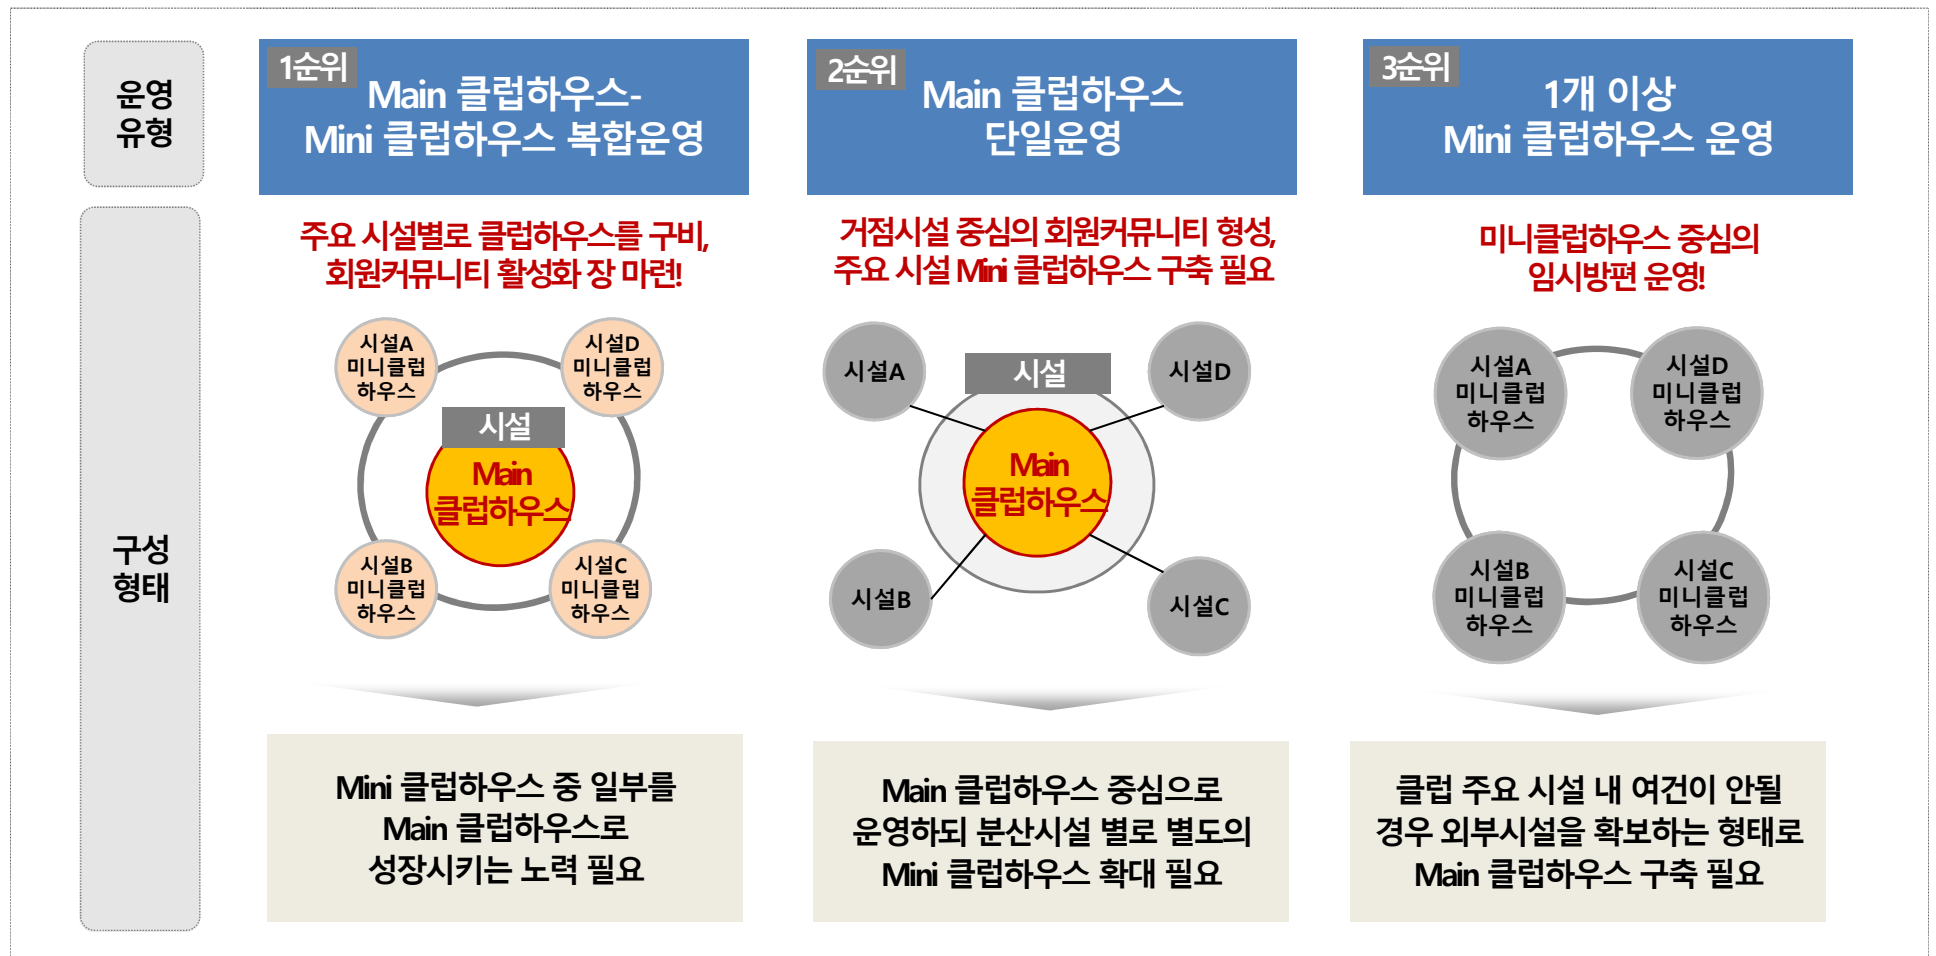 운영
유형
1순위
Main 클럽하우스-
Mini 클럽하우스 복합운영
2순위
Main 클럽하우스
단일운영
3순위
1개 이상
Mini 클럽하우스 운영
구성
형태
주요 시설별로 클럽하우스를 구비,
회원커뮤니티 활성화 장 마련!
시설A
미니클럽
하우스
시설D
미니클럽
하우스
시설
Main
클럽하우스
시설B
미니클럽
하우스
시설C
미니클럽
하우스
Mini 클럽하우스 중 일부를
Main 클럽하우스로
성장시키는 노력 필요
거점시설 중심의 회원커뮤니티 형성,
주요 시설 Mini 클럽하우스 구축 필요
시설A
시설
시설D
Main
클럽하우스
시설B
시설C
Main 클럽하우스 중심으로
운영하되 분산시설 별로 별도의
Mini 클럽하우스 확대 필요
미니클럽하우스 중심의
임시방편 운영!
시설A
미니클럽
하우스
시설D
미니클럽
하우스
시설B
미니클럽
하우스
시설C
미니클럽
하우스
클럽 주요 시설 내 여건이 안될
경우 외부시설을 확보하는 형태로
Main 클럽하우스 구축 필요